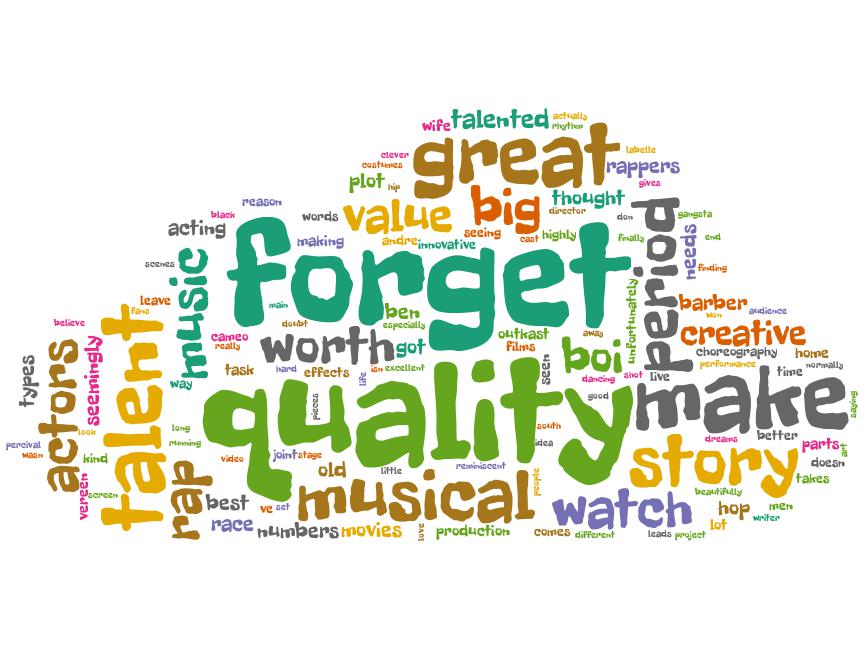 wife talented actually
rhythm
clever great labelle
costumes rappers
plot hip gives
reason value big thought
black words director don gangsta
acting seeing period needs
making andre innovative cast highly finally end
scenes forget finding
music
main
leave ben unfortunately barber audience
fans especially won
believe doubt
cameo worth got outkast away creative
really films boi choreography home
types actors seemingly talent performance
task hard effects isn excellent seen dancing shot live time normally
way life make
pieces quality good saying
look long south dreams better
percival running idea parts art
wasn kind video joint stage story doesn
old little reminiscent takes
vereen screen rap people beautifully
best musical watch hop men
ve set lot writer
race numbers movies love production comes different leads project